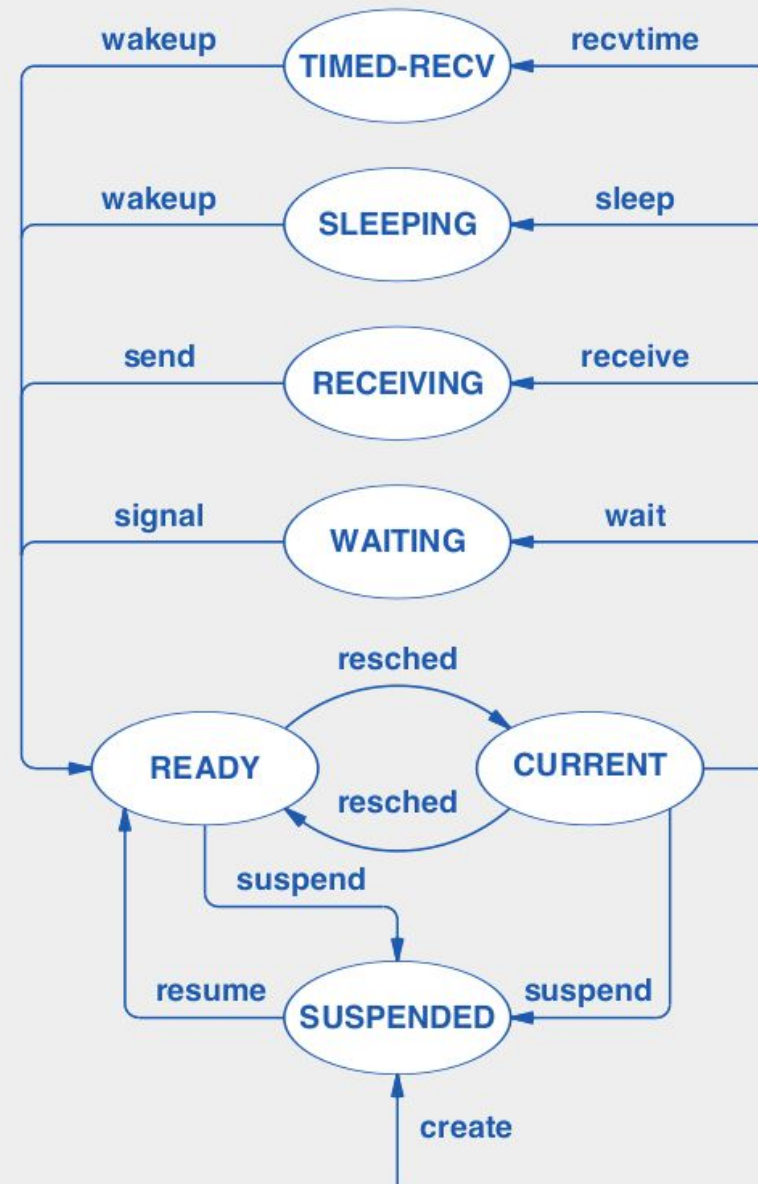 wakeup
TIMED-RECV
recvtime
wakeup
SLEEPING
sleep
send
RECEIVING
receive
signal
WAITING
wait
resched
READY
CURRENT
resched
suspend
resume
SUSPENDED
suspend
create